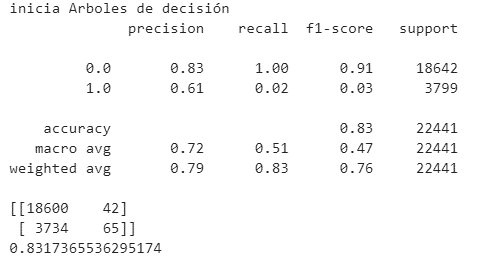 inicia Arboles de decisión
precision recall f1-score support
0.0 0.83 1.00 0.91 18642
1.0 0.61 0.02 0.03 3799
accuracy 0.83 22441
macro avg 0.72 0.51 0.47 22441
weighted avg 0.79 0.83 0.76 22441
[[18600 42]
[ 3734 65]]
0.8317365536295174